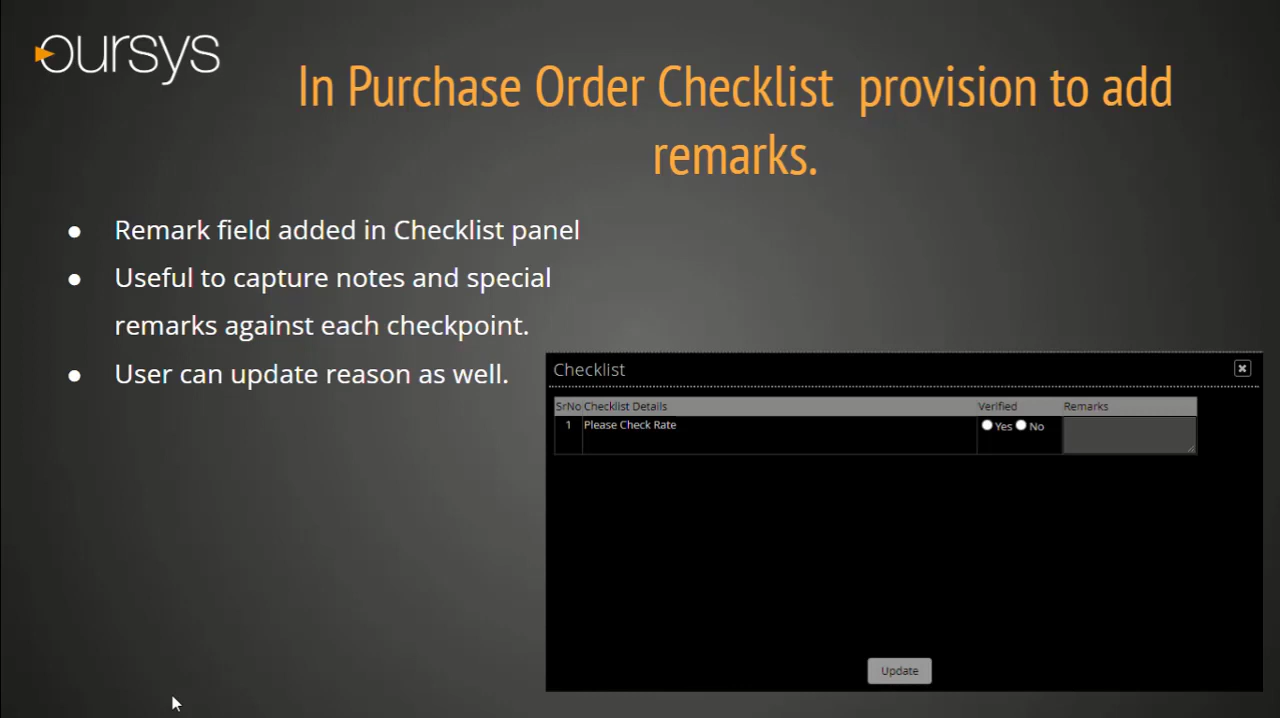 oursys
In Purchase Order Checklist provision to add
remarks.
● Remark field added in Checklist panel
● Useful to capture notes and special
remarks against each checkpoint.
● User can update reason as well.
Checklist
SrNo Checklist Details Verified Remarks
1 Please Check Rate Yes No
Update